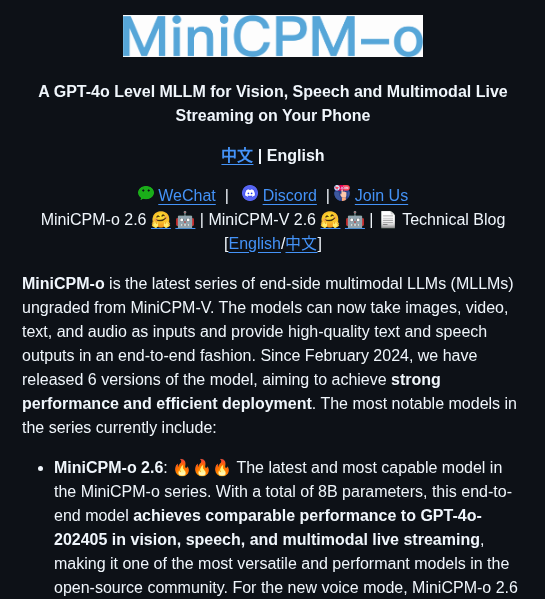 MiniCPM-o
A GPT-4o Level MLLM for Vision, Speech and Multimodal Live
Streaming on Your Phone
中文 | English
WeChat | Discord | Join Us
MiniCPM-o 2.6 🤗 🤖 | MiniCPM-V 2.6 🤗 🤖 | 📄 Technical Blog
[English/中文]
MiniCPM-o is the latest series of end-side multimodal LLMs (MLLMs)
ungraded from MiniCPM-V. The models can now take images, video,
text, and audio as inputs and provide high-quality text and speech
outputs in an end-to-end fashion. Since February 2024, we have
released 6 versions of the model, aiming to achieve strong
performance and efficient deployment. The most notable models in
the series currently include:
• MiniCPM-o 2.6: 🔥🔥🔥 The latest and most capable model in
the MiniCPM-o series. With a total of 8B parameters, this end-to-
end model achieves comparable performance to GPT-4o-
202405 in vision, speech, and multimodal live streaming,
making it one of the most versatile and performant models in the
open-source community. For the new voice mode, MiniCPM-o 2.6